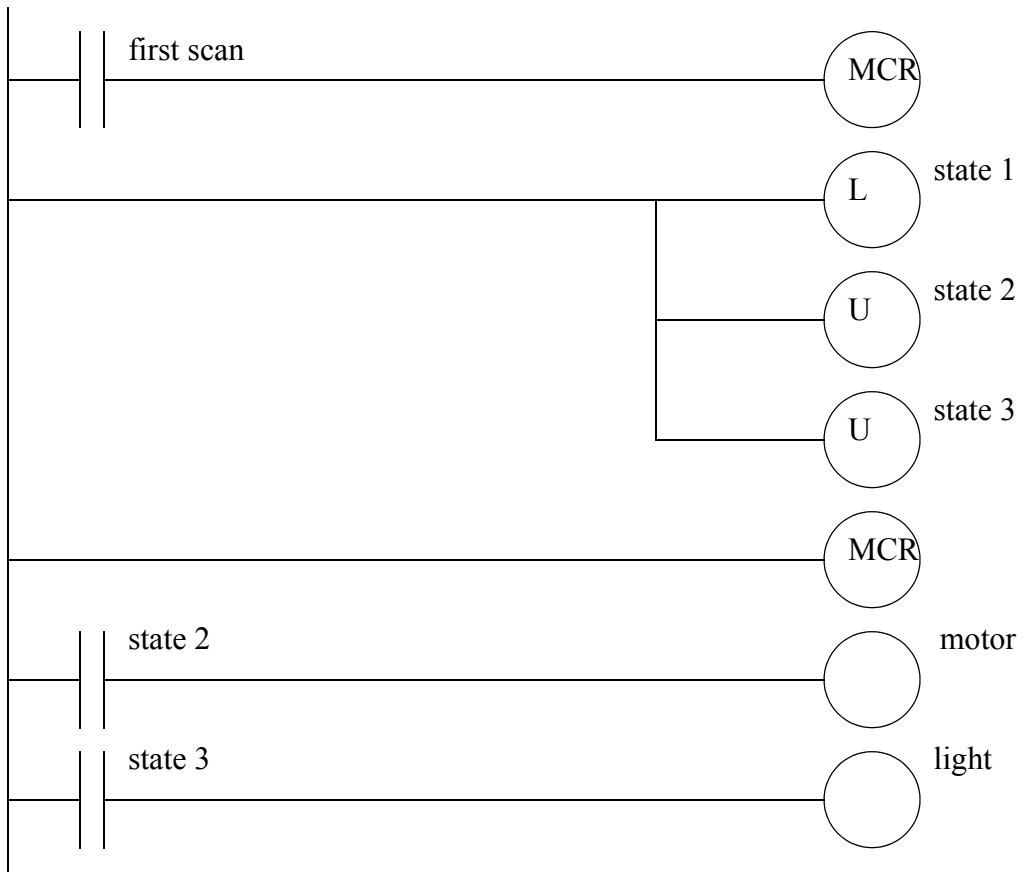 first scan
MCR
L
state 1
U
state 2
U
state 3
MCR
state 2
motor
state 3
light